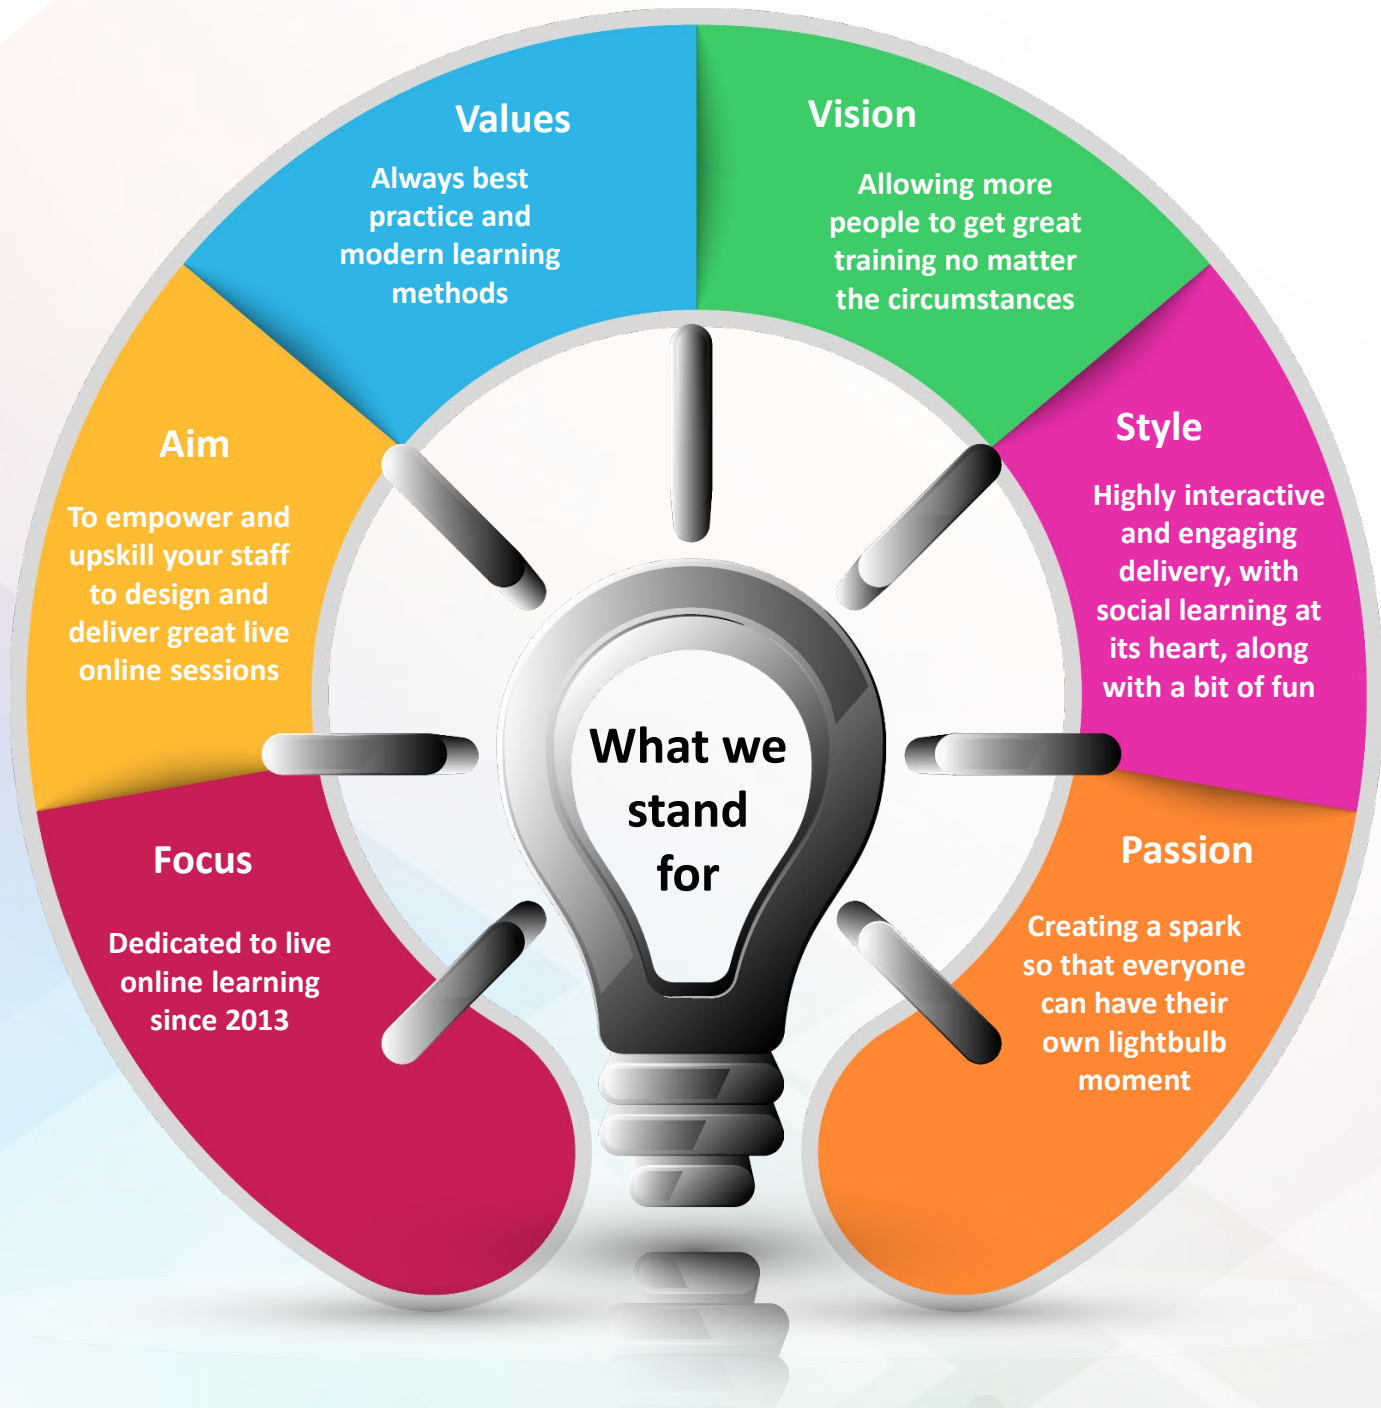 Values
Always best
practice and
modern learning
methods
Vision
Allowing more
people to get great
training no matter
the circumstances
Aim
To empower and
upskill your staff
to design and
deliver great live
online sessions
Style
Highly interactive
and engaging
delivery, with
social learning at
its heart, along
with a bit of fun
What we
stand
for
Focus
Dedicated to live
online learning
since 2013
Passion
Creating a spark
so that everyone
can have their
own lightbulb
moment